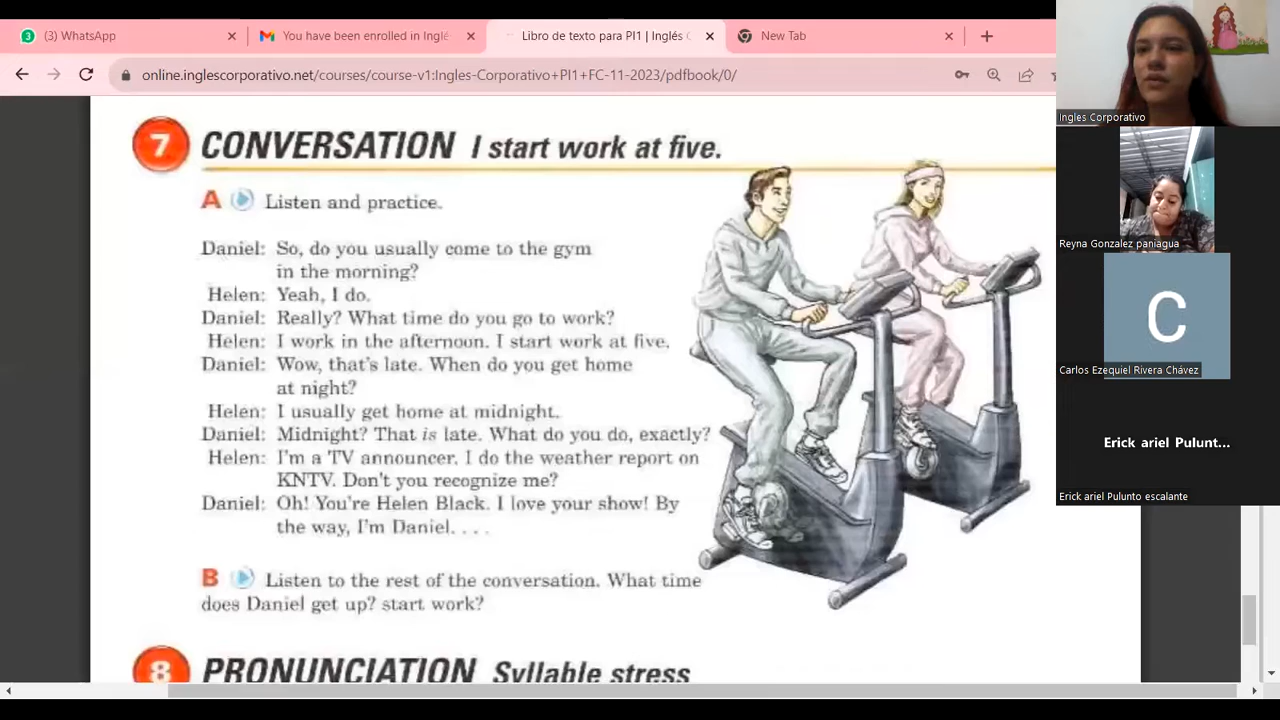 3
(3) WhatsApp
You have been enrolled in Inglé
Libro de texto para PI1 | Inglés C
New Tab
online.inglescorporativo.net/courses/course-v1:Ingles-Corporativo+PI1+FC-11-2023/pdfbook/0/
7 CONVERSATION I start work at five.
A Listen and practice.
Daniel: So, do you usually come to the gym
in the morning?
Helen: Yeah, I do.
Daniel: Really? What time do you go to work?
Helen: I work in the afternoon. I start work at five.
Daniel: Wow, that's late. When do you get home
at night?
Helen: I usually get home at midnight.
Daniel: Midnight? That is late. What do you do, exactly?
Helen: I'm a TV announcer. I do the weather report on
KNTV. Don't you recognize me?
Daniel: Oh! You're Helen Black. I love your show! By
the way, I'm Daniel. . . .
B Listen to the rest of the conversation. What time
does Daniel get up? start work?
8 PRONUNCIATION Syllable stress
Ingles Corporativo
Reyna Gonzalez paniagua
C
Carlos Ezequiel Rivera Chávez
Erick ariel Pulunt...
Erick ariel Pulunto escalante